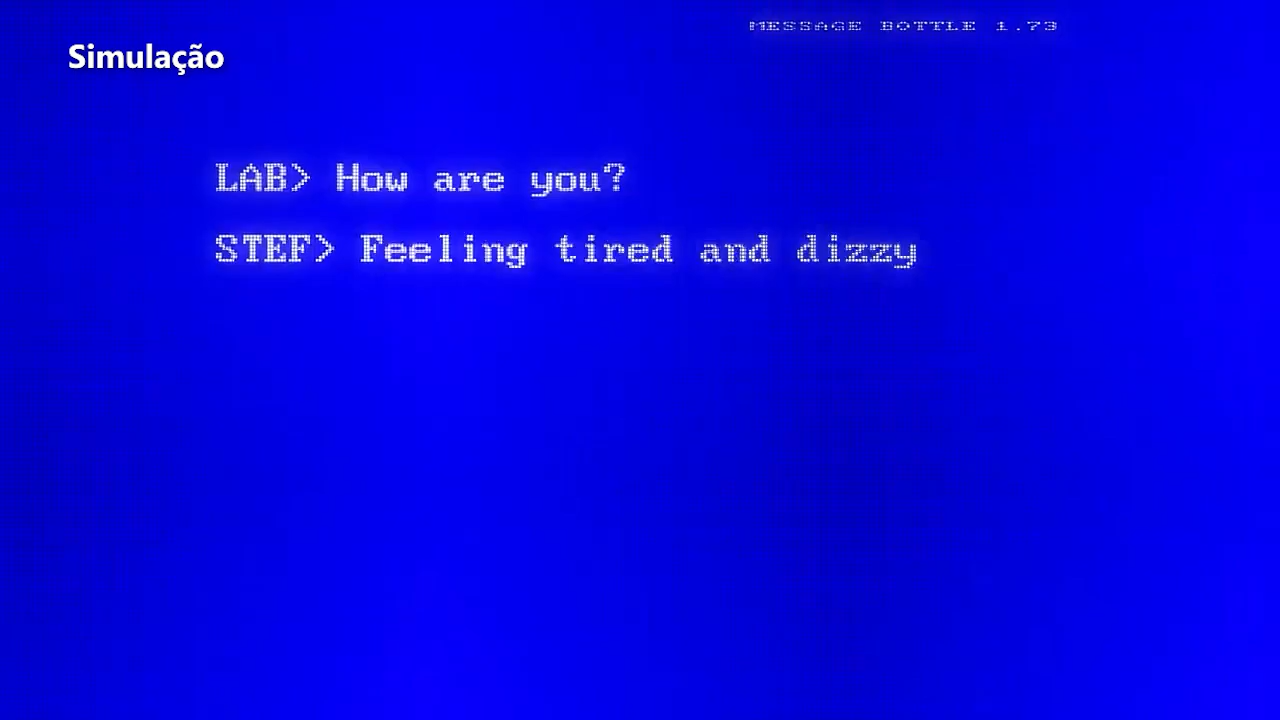 MESSAGE BOTTLE 1.73
Simulação
LAB> How are you?
STEF> Feeling tired and dizzy